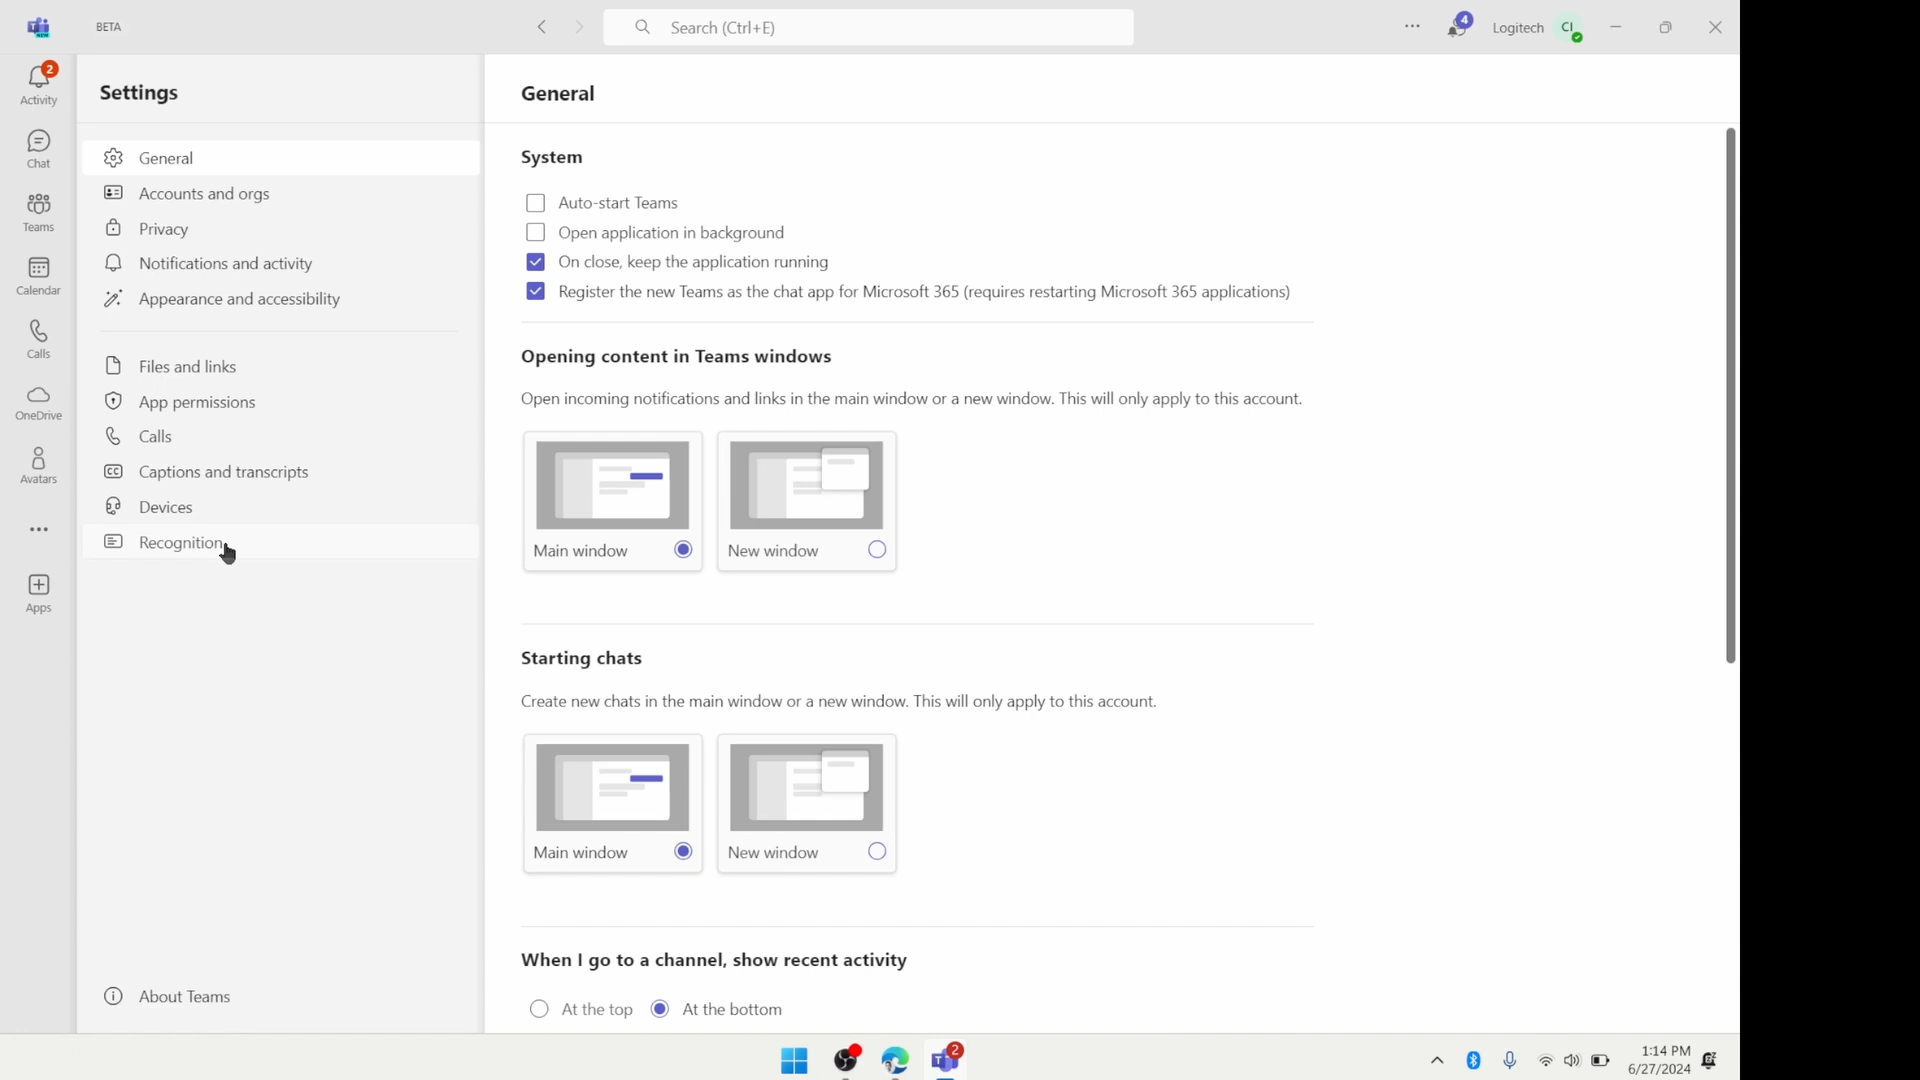 BETA
Search (Ctrl+E)
4
Logitech
CI
2
Activity
Chat
Teams
Calendar
Calls
OneDrive
Avatars
Apps
Settings
General
Accounts and orgs
Privacy
Notifications and activity
Appearance and accessibility
Files and links
App permissions
Calls
CC
Captions and transcripts
Devices
Recognition
About Teams
General
System
Auto-start Teams
Open application in background
On close, keep the application running
Register the new Teams as the chat app for Microsoft 365 (requires restarting Microsoft 365 applications)
Opening content in Teams windows
Open incoming notifications and links in the main window or a new window. This will only apply to this account.
Main window
New window
Starting chats
Create new chats in the main window or a new window. This will only apply to this account.
Main window
New window
When I go to a channel, show recent activity
At the top
At the bottom
2
1:14 PM
6/27/2024